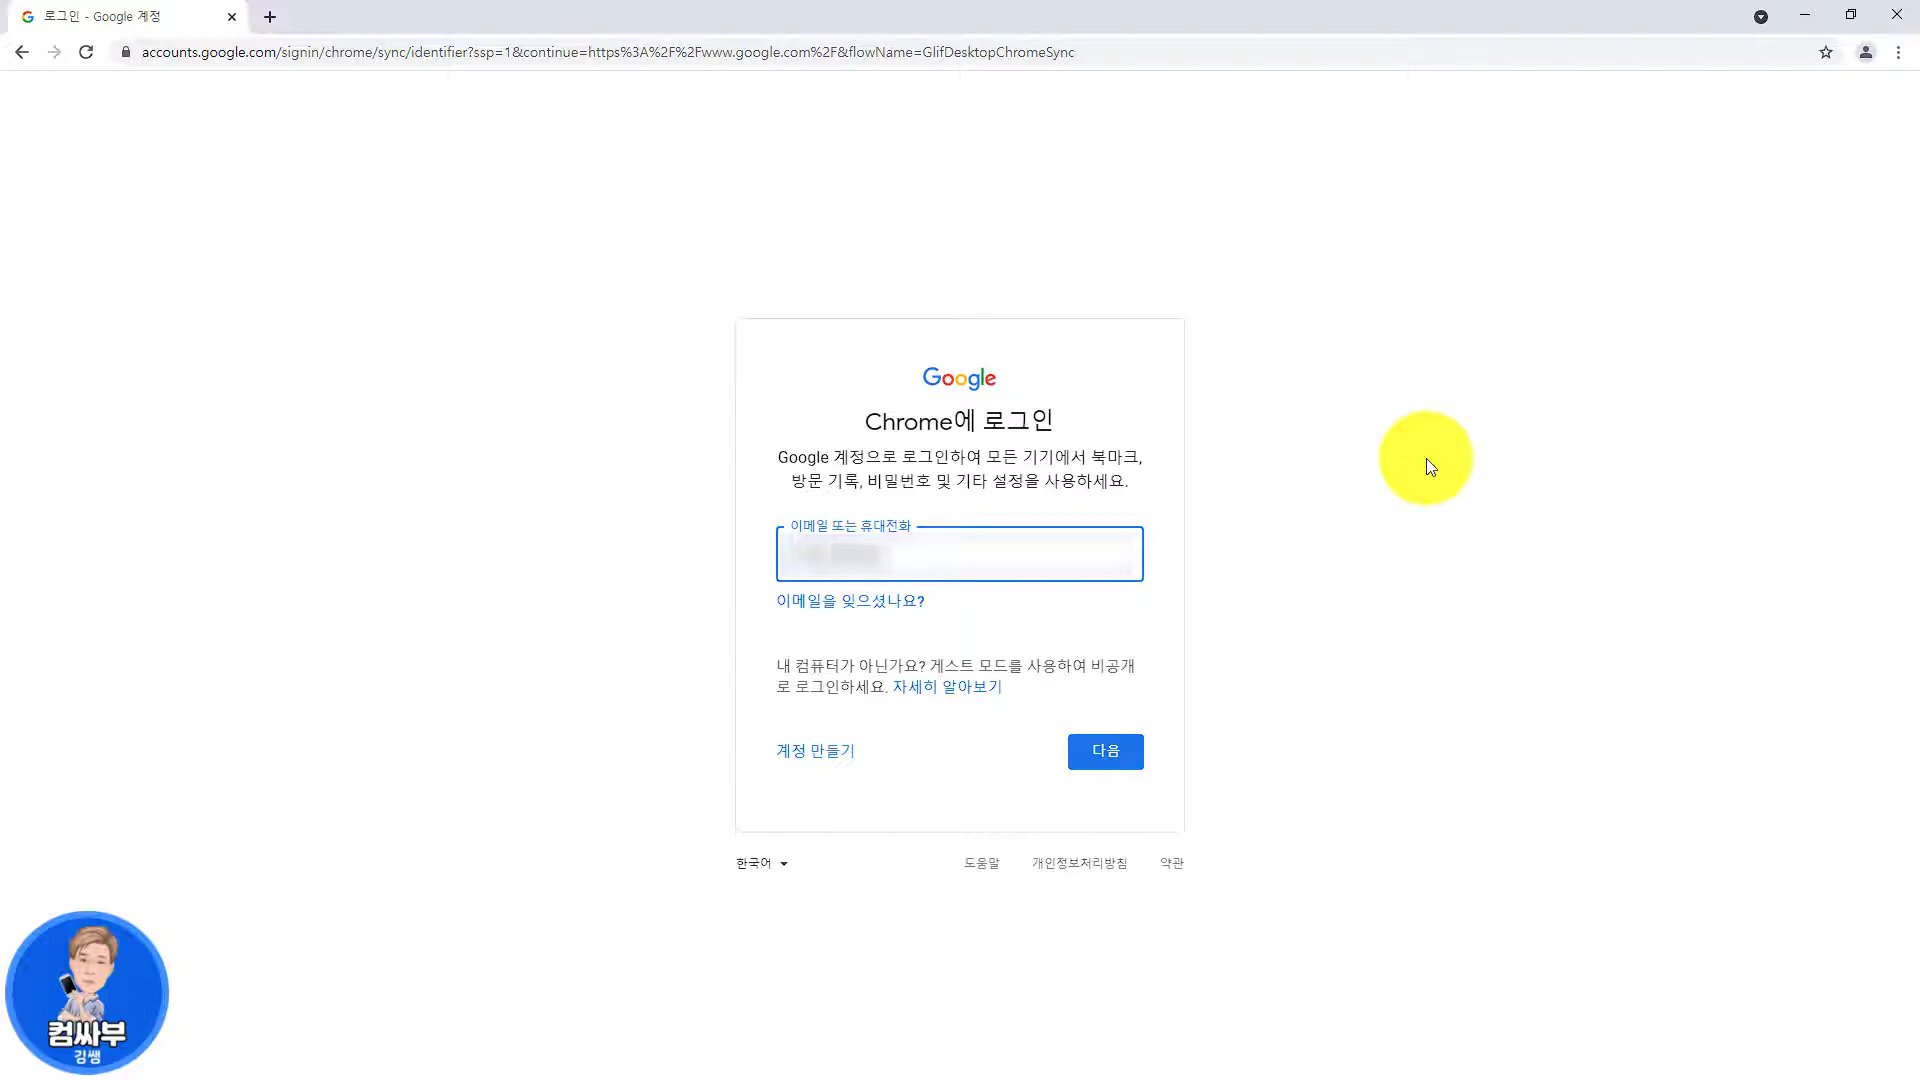 로그인 - Google 계정
accounts.google.com/signin/chrome/sync/identifier?ssp=1&continue=https%3A%2F%2Fwww.google.com%2F&flowName=GlifDesktopChromeSync
Google
Chrome에 로그인
Google 계정으로 로그인하여 모든 기기에서 북마크,
방문 기록, 비밀번호 및 기타 설정을 사용하세요.
이메일 또는 휴대전화
이메일을 잊으셨나요?
내 컴퓨터가 아닌가요? 게스트 모드를 사용하여 비공개
로 로그인하세요. 자세히 알아보기
계정 만들기
다음
한국어
도움말
개인정보처리방침
약관
컴싸부
김쌤